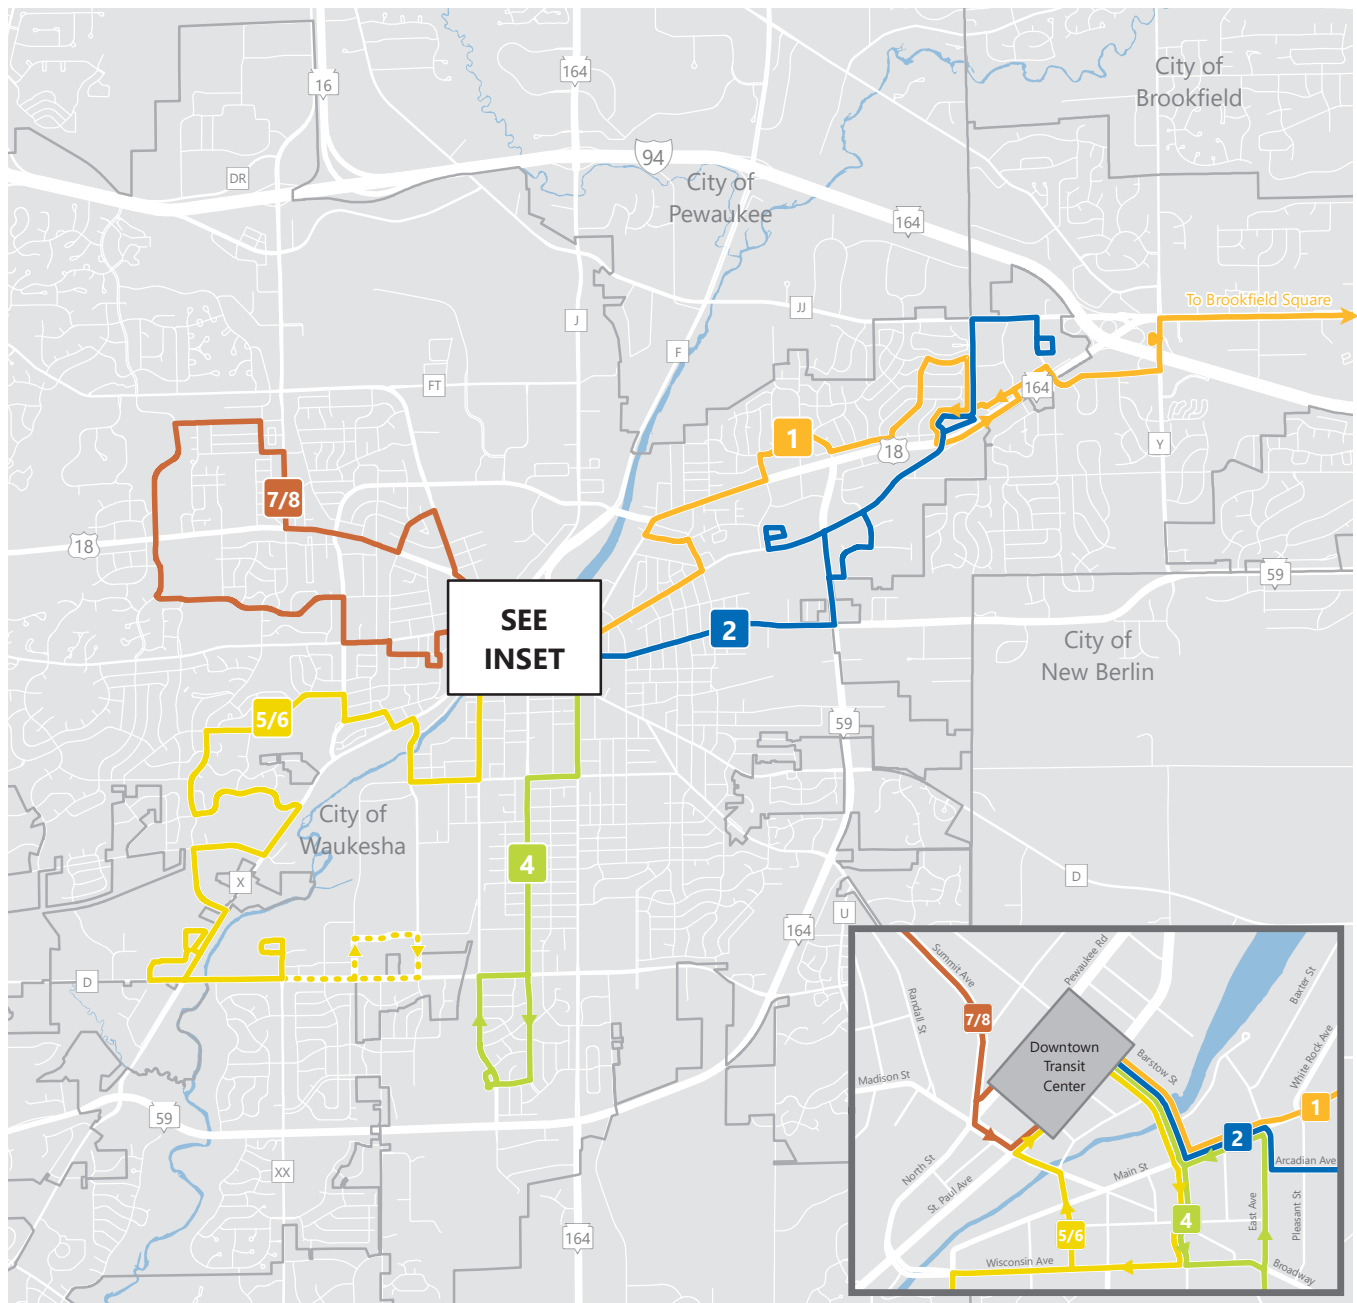 City of
Brookfield
164
16
94
DR
City of
Pewaukee
164
To Brookfield Square
JJ
J
F
FT
164
1
18
Y
7/8
18
59
SEE
INSET
2
City of
New Berlin
5/6
59
City of
Waukesha
4
D
X
U
164
D
59
XX
164
Summit Ave
Pewaukee Rd
Baxter St
Randall St
7/8
White Rock Ave
Downtown
Transit
Center
Barstow St
Madison St
1
2
Arcadian Ave
North St
Main St
St. Paul Ave
East Ave
Pleasant St
4
5/6
Wisconsin Ave
Broadway